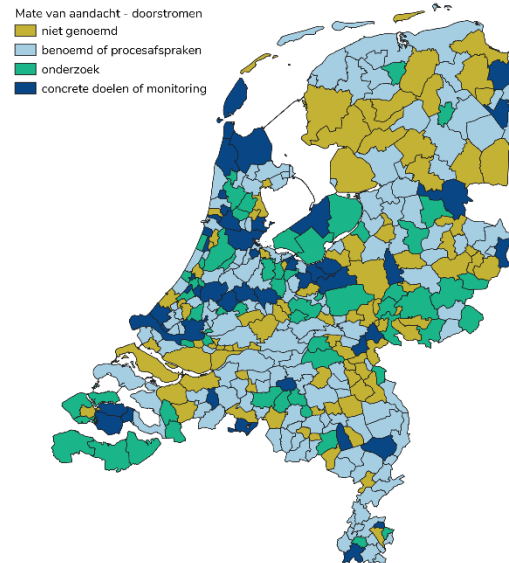 Mate van aandacht - doorstromen
niet genoemd
benoemd of procesafspraken
onderzoek
concrete doelen of monitoring